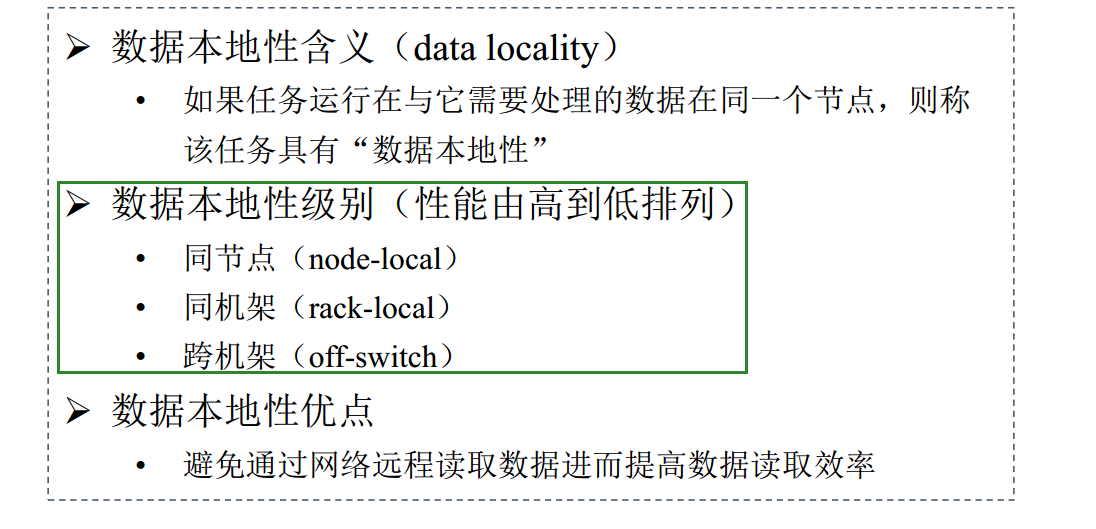 ➢ 数据本地性含义（data locality）
• 如果任务运行在与它需要处理的数据在同一个节点，则称
该任务具有“数据本地性”
➢ 数据本地性级别（性能由高到低排列）
• 同节点（node-local）
• 同机架（rack-local）
• 跨机架（off-switch）
➢ 数据本地性优点
• 避免通过网络远程读取数据进而提高数据读取效率